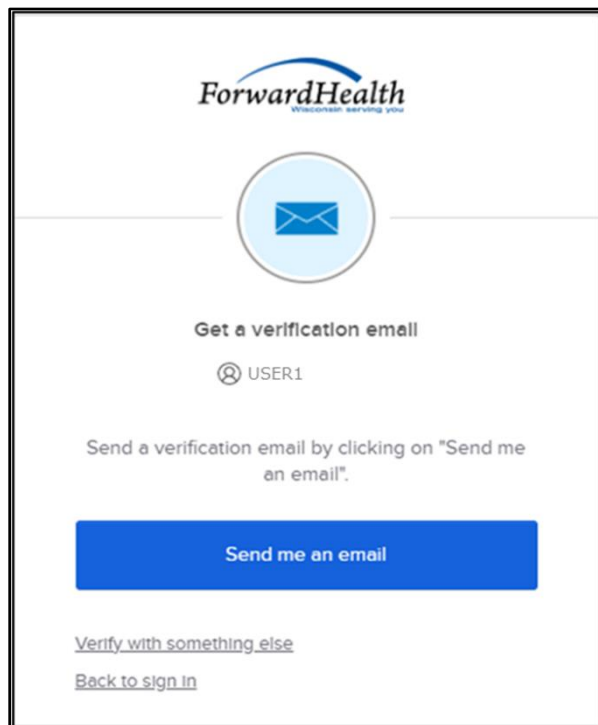 ForwardHealth
Wisconsin serving you
Get a verification email
USER1
Send a verification email by clicking on "Send me
an email".
Send me an email
Verify with something else
Back to sign in